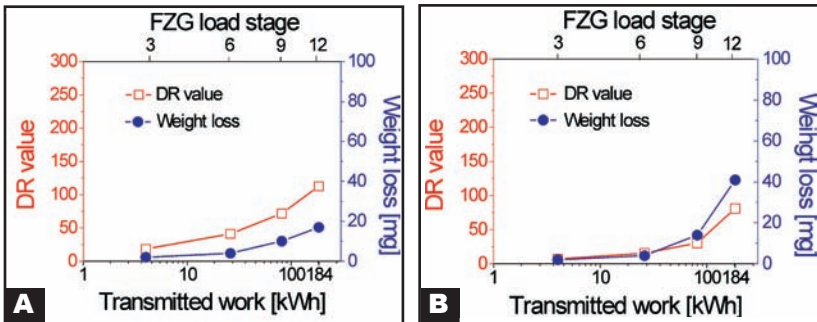 FZG load stage
3 6 9 12
300
250
200
150
100
50
0
DR value
DR value
Weight loss
100
80
60
40
20
0
Weight loss [mg]
1 10 100184
Transmitted work [kWh]
A
FZG load stage
3 6 9 12
300
250
200
150
100
50
0
DR value
DR value
Weight loss
100
80
60
40
20
0
Weihgt loss [mg]
1 10 100184
Transmitted work [kWh]
B